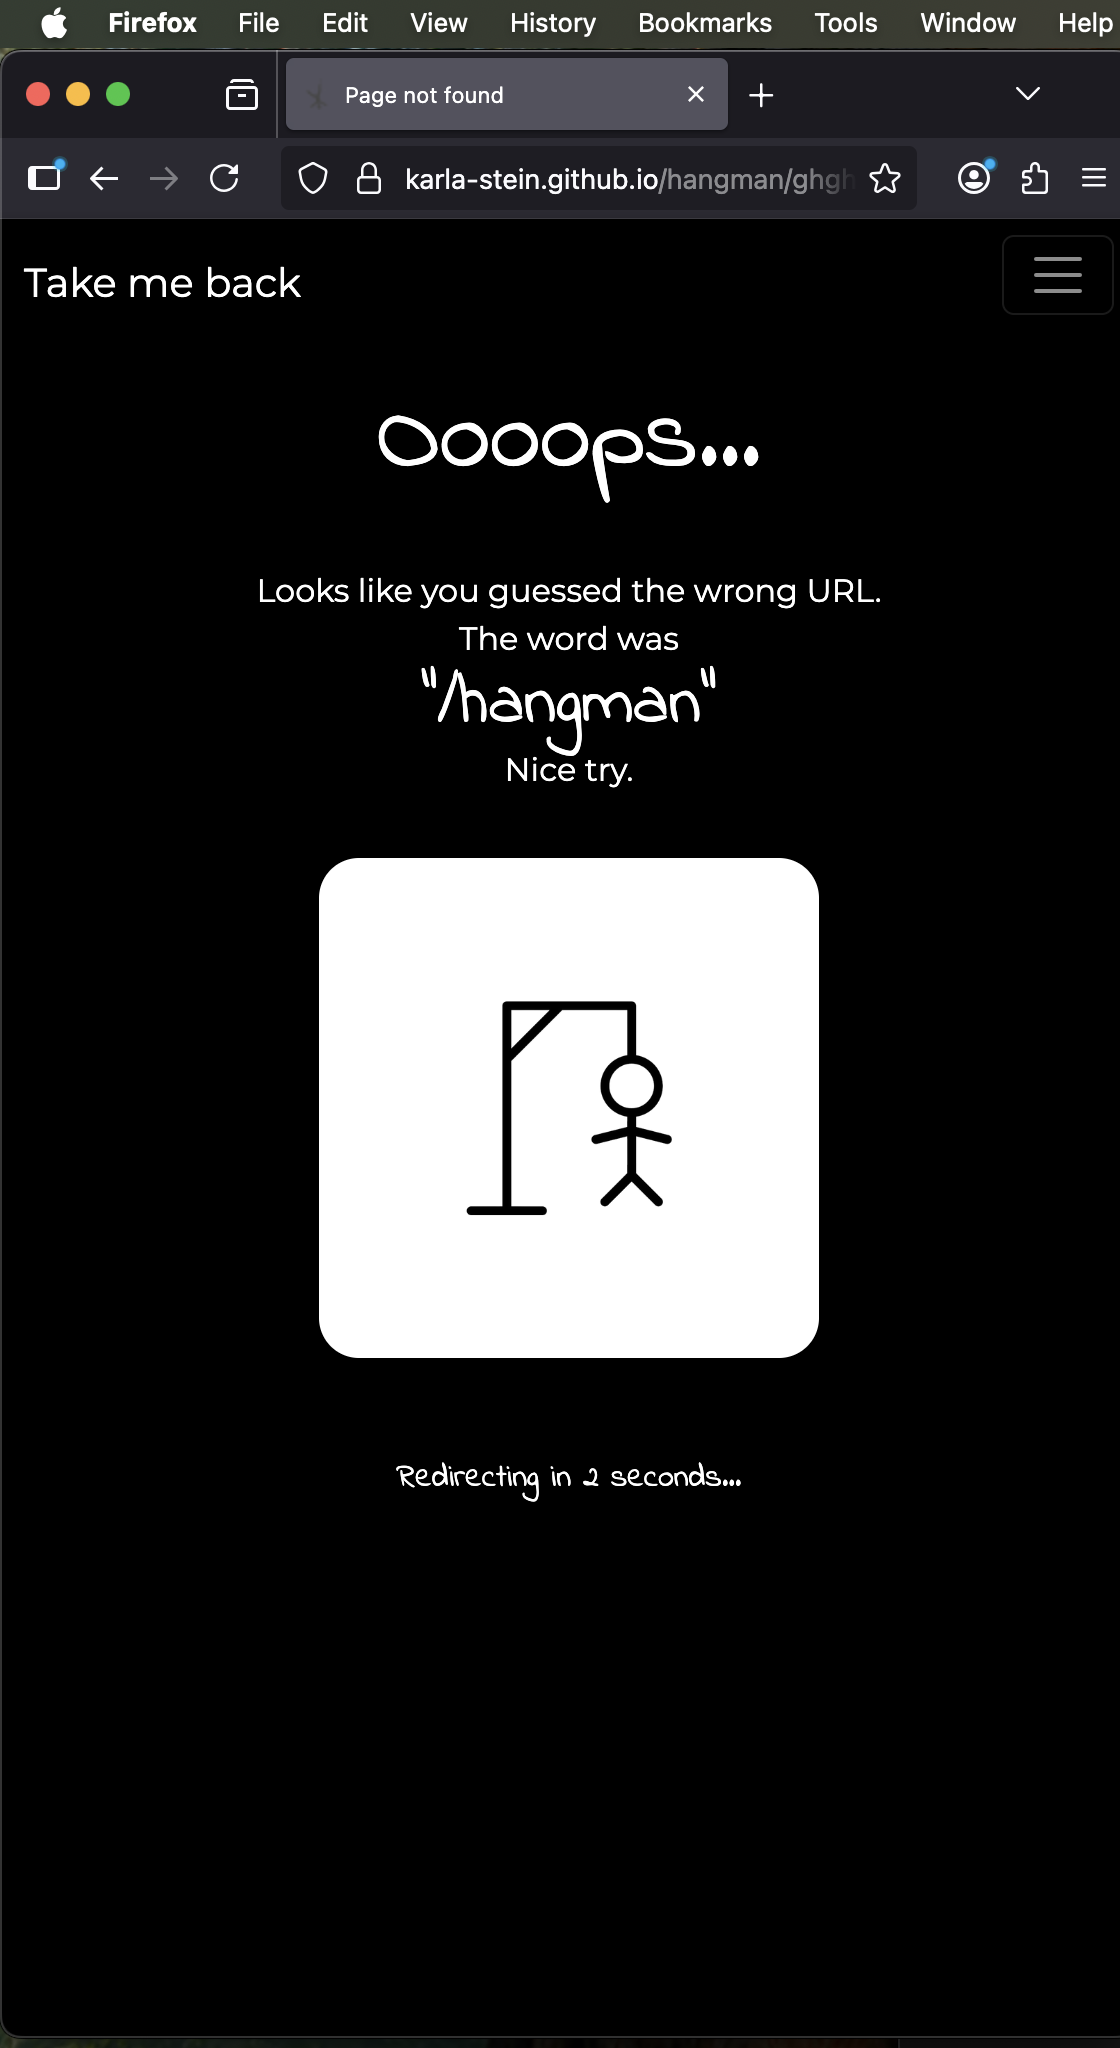 Firefox File Edit View History Bookmarks Tools Window Help
Page not found
karla-stein.github.io/hangman/ghgh
Take me back
Oooops...
Looks like you guessed the wrong URL.
The word was
"/hangman"
Nice try.
Redirecting in 2 seconds...